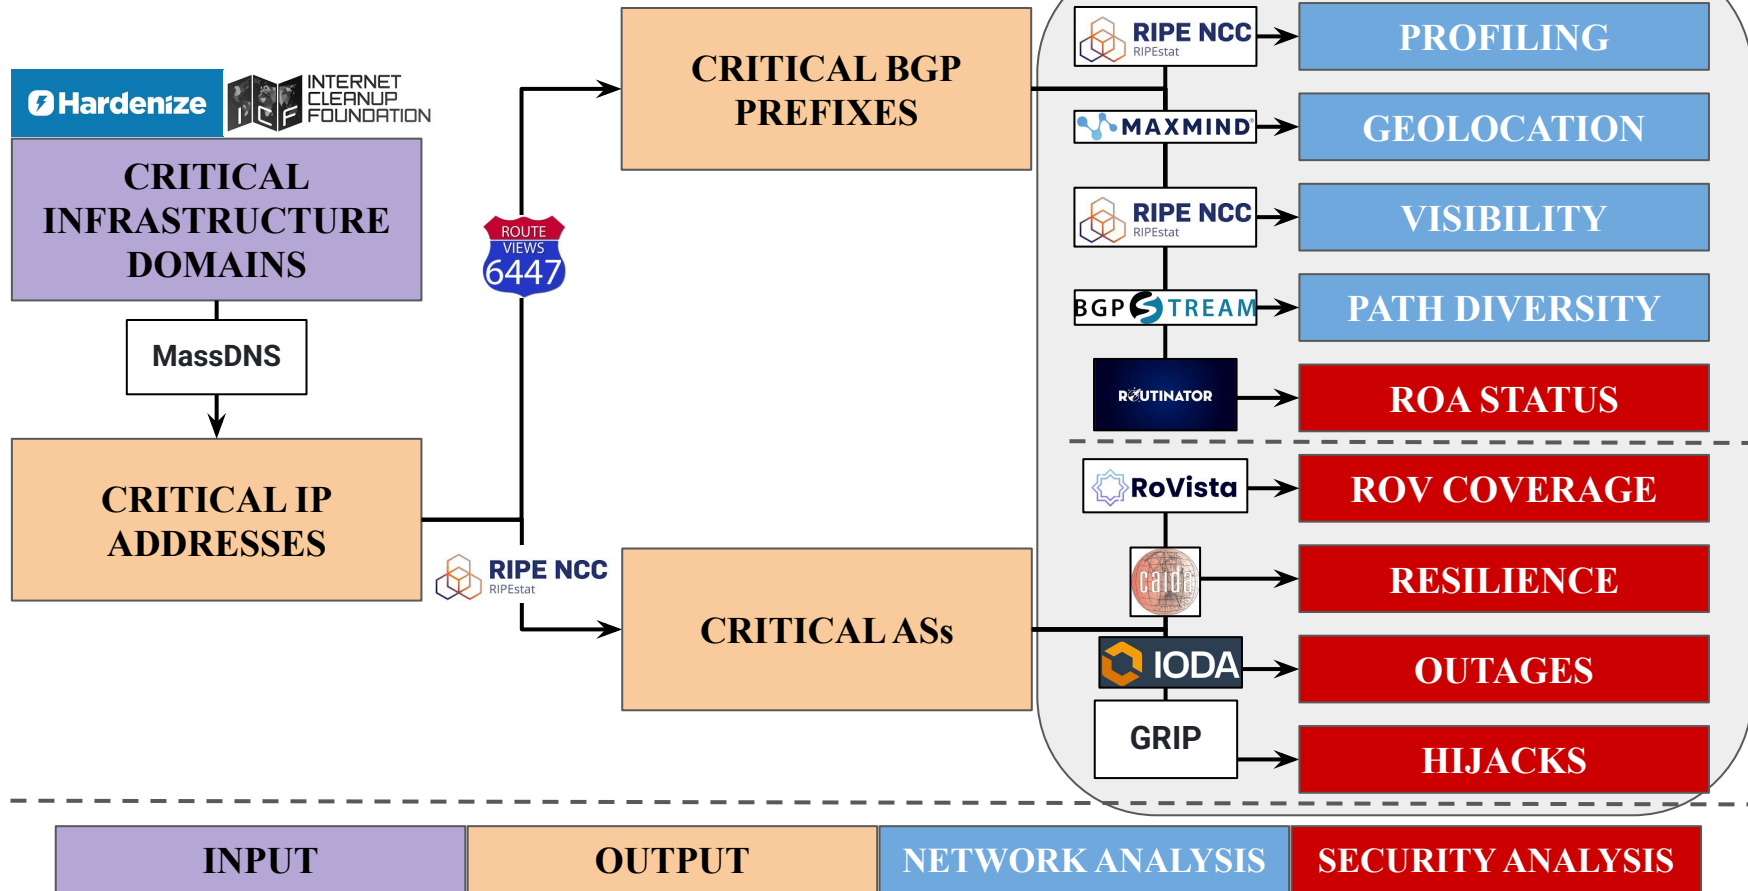 Hardenize
INTERNET
CLEANUP
FOUNDATION
ICF
CRITICAL
INFRASTRUCTURE
DOMAINS
MassDNS
CRITICAL IP
ADDRESSES
ROUTE
VIEWS
6447
RIPE NCC
RIPEstat
CRITICAL BGP
PREFIXES
CRITICAL ASs
RIPE NCC
RIPEstat
PROFILING
MAXMIND
GEOLOCATION
RIPE NCC
RIPEstat
VISIBILITY
BGPSTREAM
PATH DIVERSITY
ROUTINATOR
ROA STATUS
RoVista
ROV COVERAGE
caida
RESILIENCE
IODA
OUTAGES
GRIP
HIJACKS
INPUT
OUTPUT
NETWORK ANALYSIS
SECURITY ANALYSIS